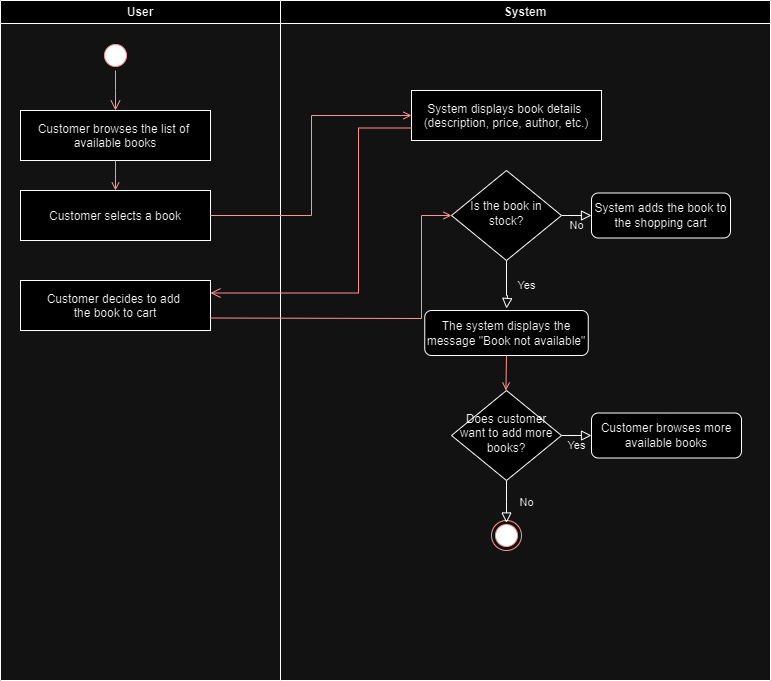 User
System
Customer browses the list of
available books
System displays book details
(description, price, author, etc.)
Customer selects a book
Is the book in
stock?
No
System adds the book to
the shopping cart
Yes
Customer decides to add
the book to cart
The system displays the
message "Book not available"
Does customer
want to add more
books?
Yes
Customer browses more
available books
No